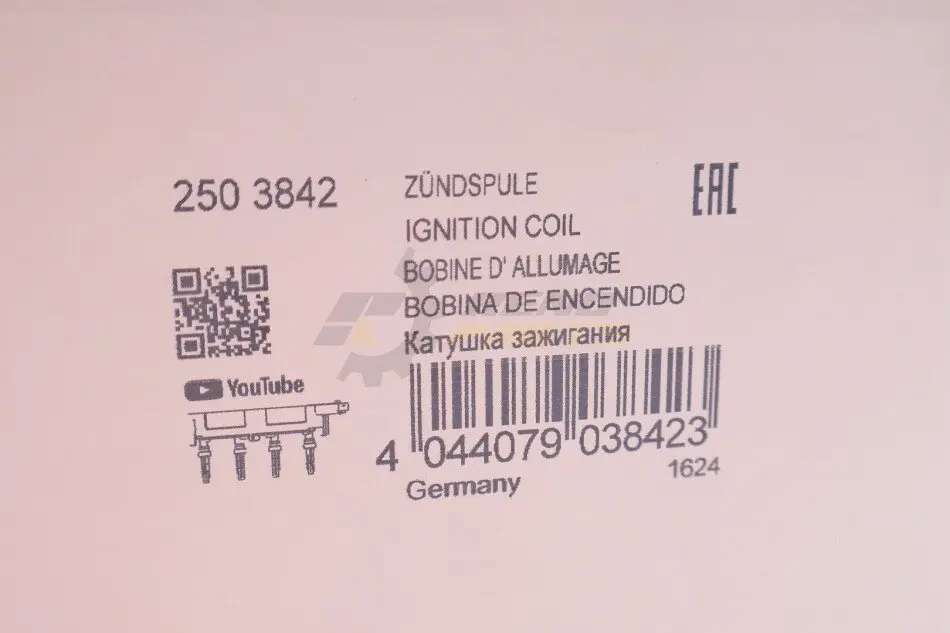 250 3842
ZÜNDSPULE
IGNITION COIL
BOBINE D' ALLUMAGE
BOBINA DE ENCENDIDO
Катушка зажигания
EAC
YouTube
4 044079 038423
Germany
1624